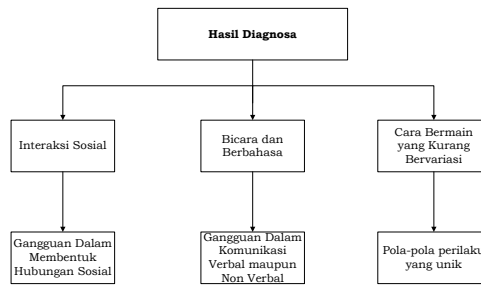 Hasil Diagnosa
Interaksi Sosial
Bicara dan
Berbahasa
Cara Bermain
yang Kurang
Bervariasi
Gangguan Dalam
Membentuk
Hubungan Sosial
Gangguan Dalam
Komunikasi
Verbal maupun
Non Verbal
Pola-pola perilaku
yang unik